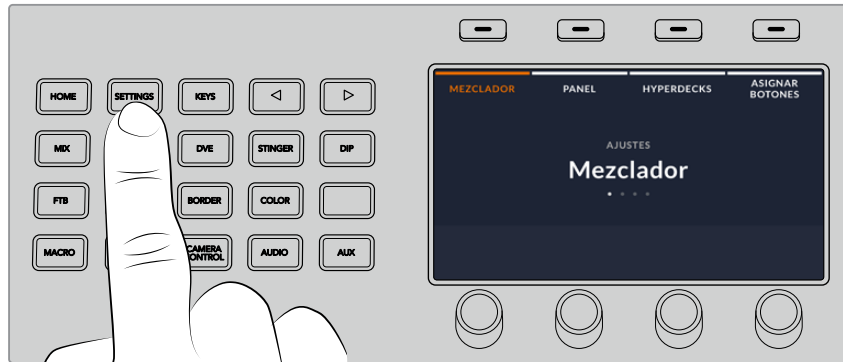 HOME SETTINGS KEYS
MIX DVE STINGER DIP
FTB BORDER COLOR
MACRO CAMERA CONTROL AUDIO AUX
MEZCLADOR PANEL HYPERDECKS ASIGNAR BOTONES
AJUSTES
Mezclador